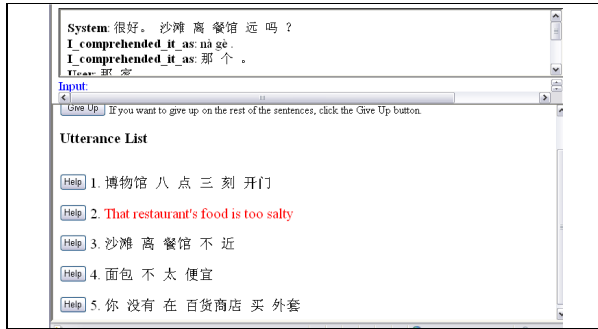 System: 很好。 沙滩 离 餐馆 远 吗 ?
I_comprehended_it_as: nà gè .
I_comprehended_it_as: 那 个 。
User: 那 家
Input:
Give Up If you want to give up on the rest of the sentences, click the Give Up button.
Utterance List
Help 1. 博物馆 八 点 三 刻 开门
Help 2. That restaurant's food is too salty
Help 3. 沙滩 离 餐馆 不 近
Help 4. 面包 不 太 便宜
Help 5. 你 没有 在 百货商店 买 外套